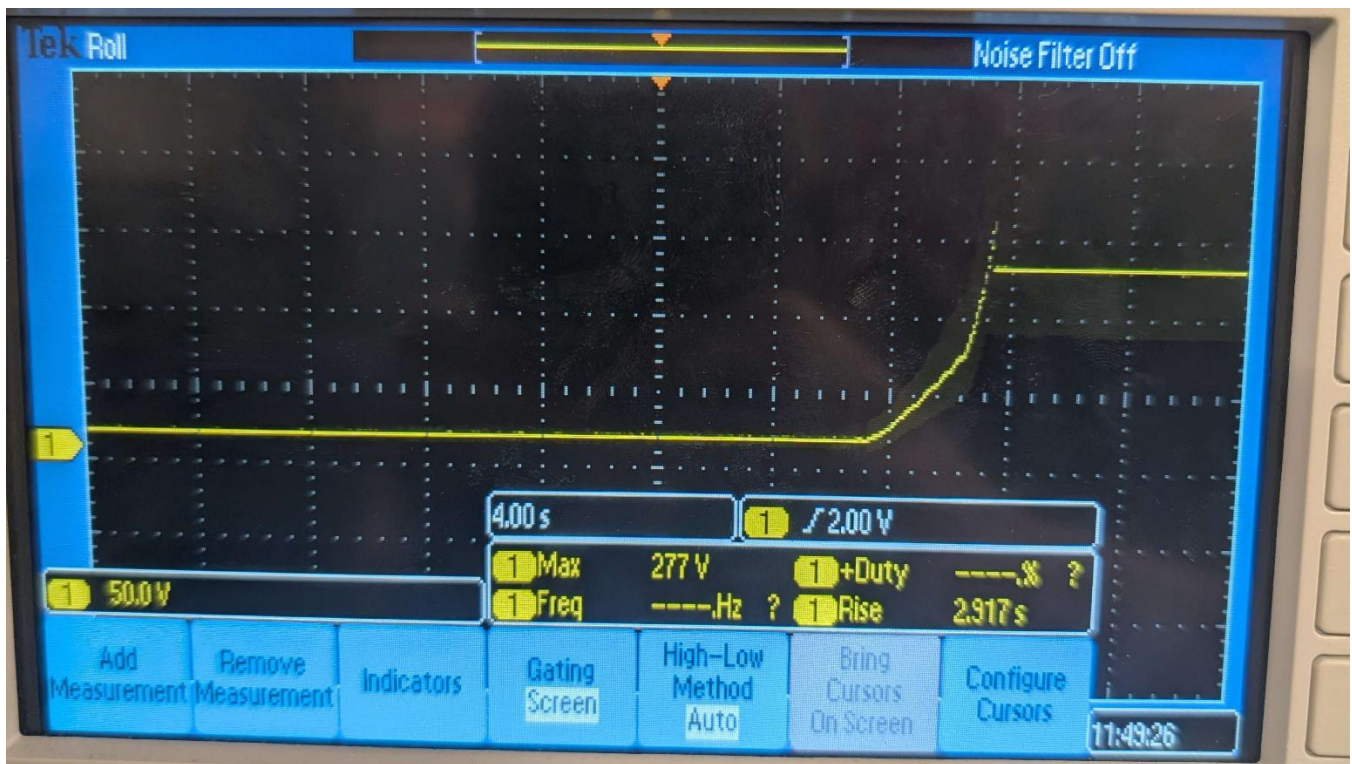 Tek Roll
Noise Filter Off
1
4.00 s
1 ∫ 2.00 V
1 Max 277 V 1 +Duty ----.% ?
1 50.0 V
1 Freq ----.Hz ? 1 Rise 2.917 s
Add Measurement
Remove Measurement
Indicators
Gating
Screen
High-Low Method
Auto
Bring Cursors On Screen
Configure Cursors
11:49:26